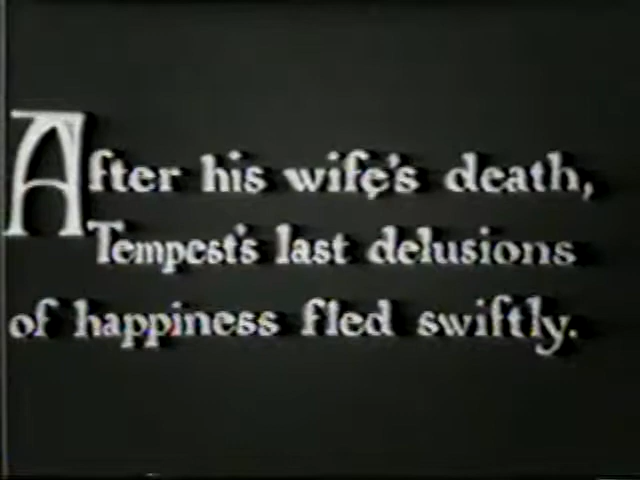 After his wife's death,
Tempest's last delusions
of happiness fled swiftly.